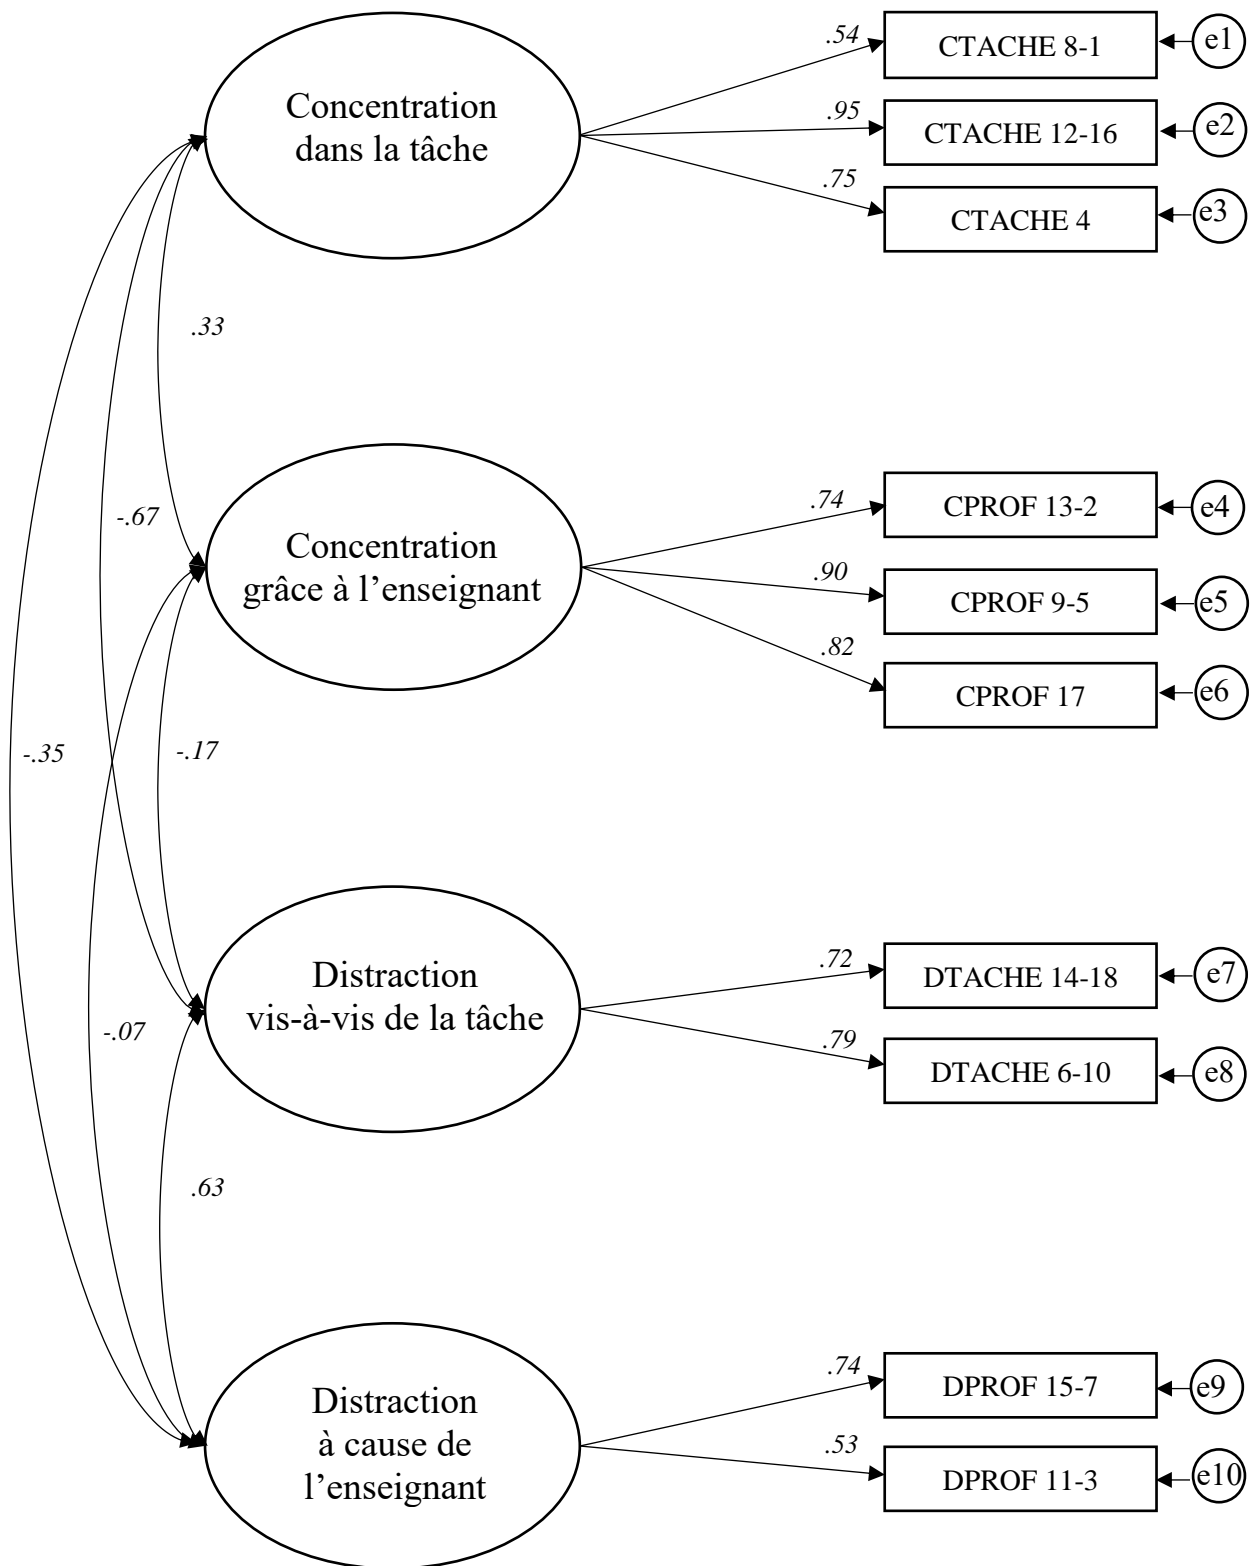 .54
CTACHE 8-1
e1
Concentration
dans la tâche
.95
CTACHE 12-16
e2
.75
CTACHE 4
e3
.33
-.67
Concentration
grâce à l’enseignant
.74
CPROF 13-2
e4
.90
CPROF 9-5
e5
.82
CPROF 17
e6
-.35
-.17
Distraction
vis-à-vis de la tâche
.72
DTACHE 14-18
e7
.79
DTACHE 6-10
e8
-.07
.63
Distraction
à cause de
l’enseignant
.74
DPROF 15-7
e9
.53
DPROF 11-3
e10